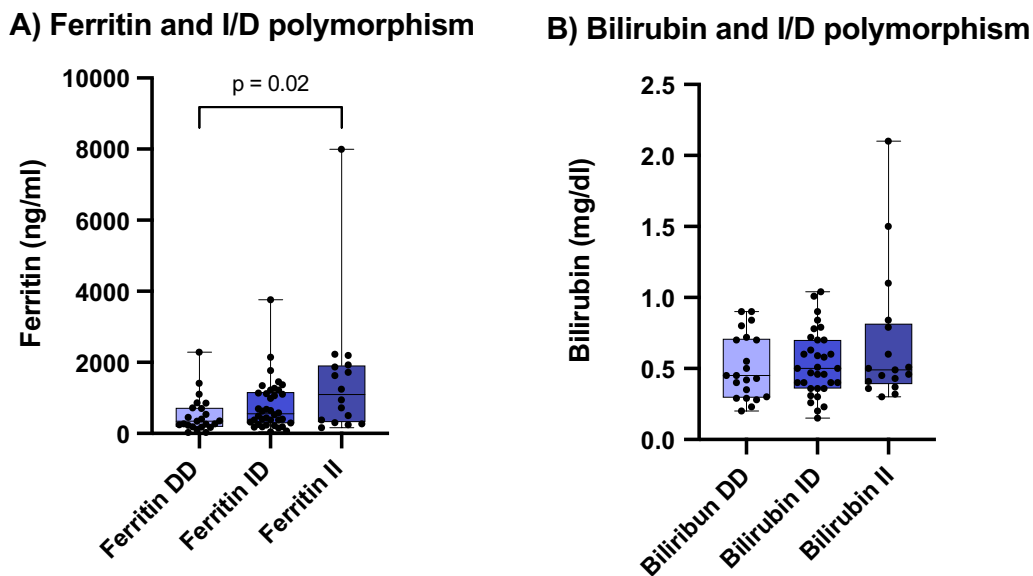 A) Ferritin and I/D polymorphism
p = 0.02
Ferritin (ng/ml)
10000
8000
6000
4000
2000
0
Ferritin DD
Ferritin ID
Ferritin II
B) Bilirubin and I/D polymorphism
Bilirubin (mg/dl)
2.5
2.0
1.5
1.0
0.5
0.0
Biliribun DD
Bilirubin ID
Bilirubin II